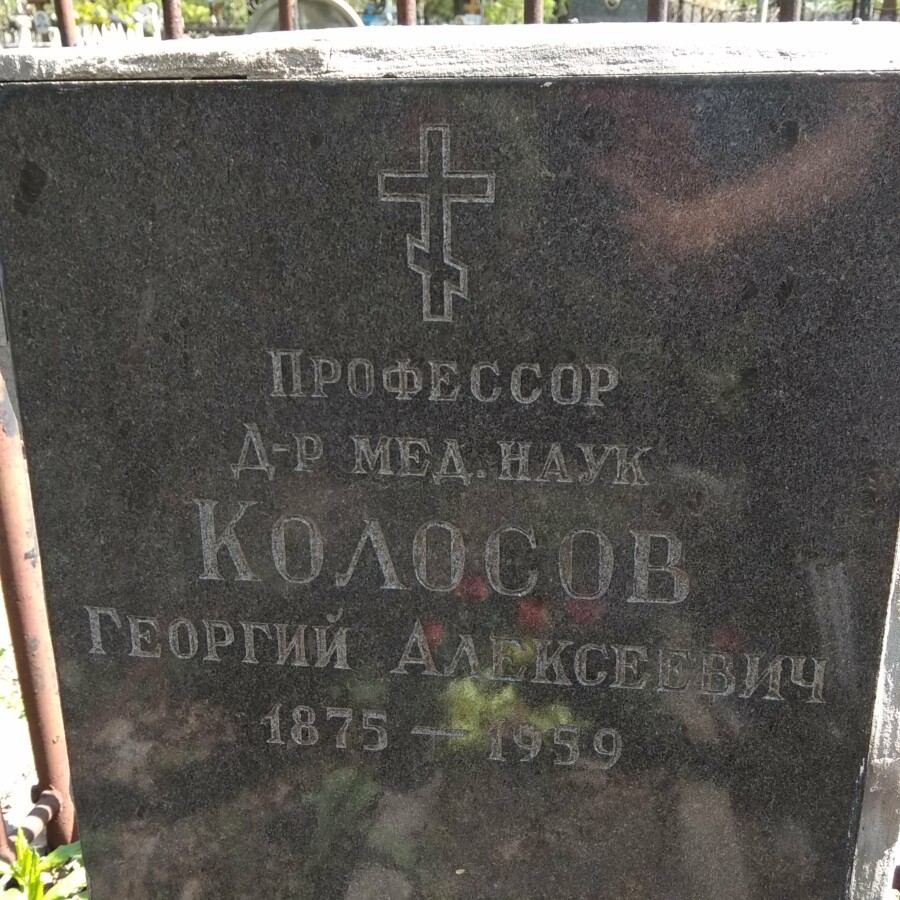 Профессор
Д-р мед. наук
Колосов
Георгий Алексеевич
1875 — 1959